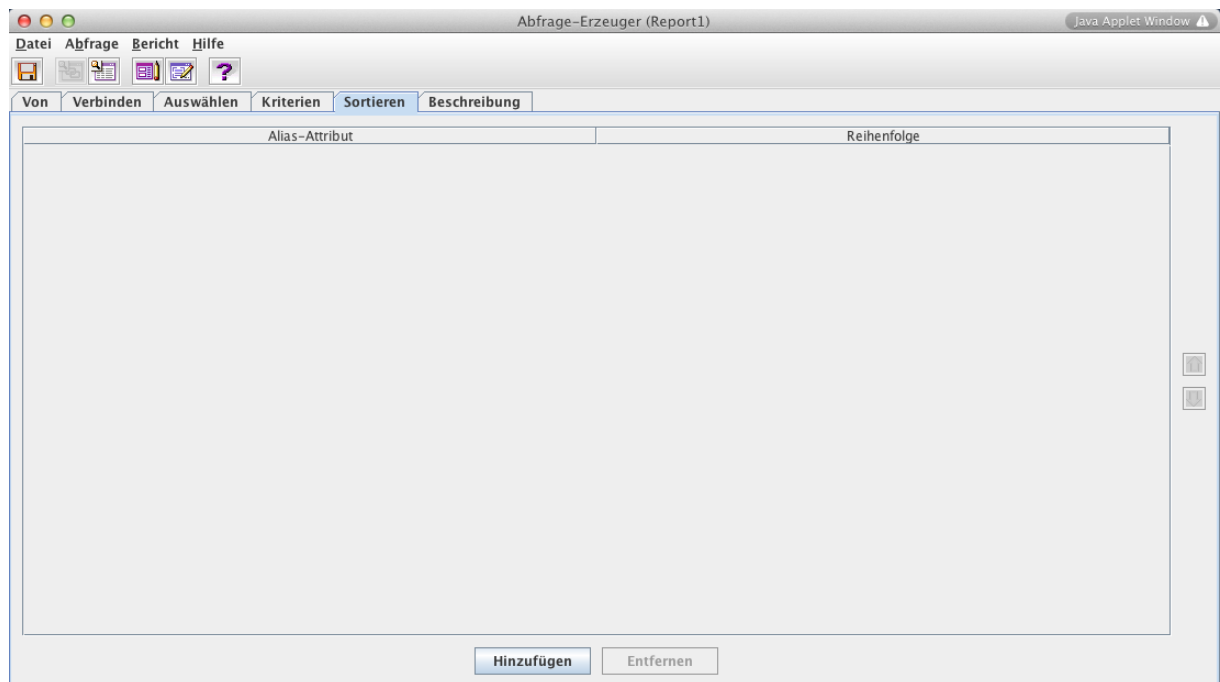 Abfrage-Erzeuger (Report1)
Java Applet Window
Datei Abfrage Bericht Hilfe
?
Von Verbinden Auswählen Kriterien Sortieren Beschreibung
Alias-Attribut Reihenfolge
Hinzufügen Entfernen